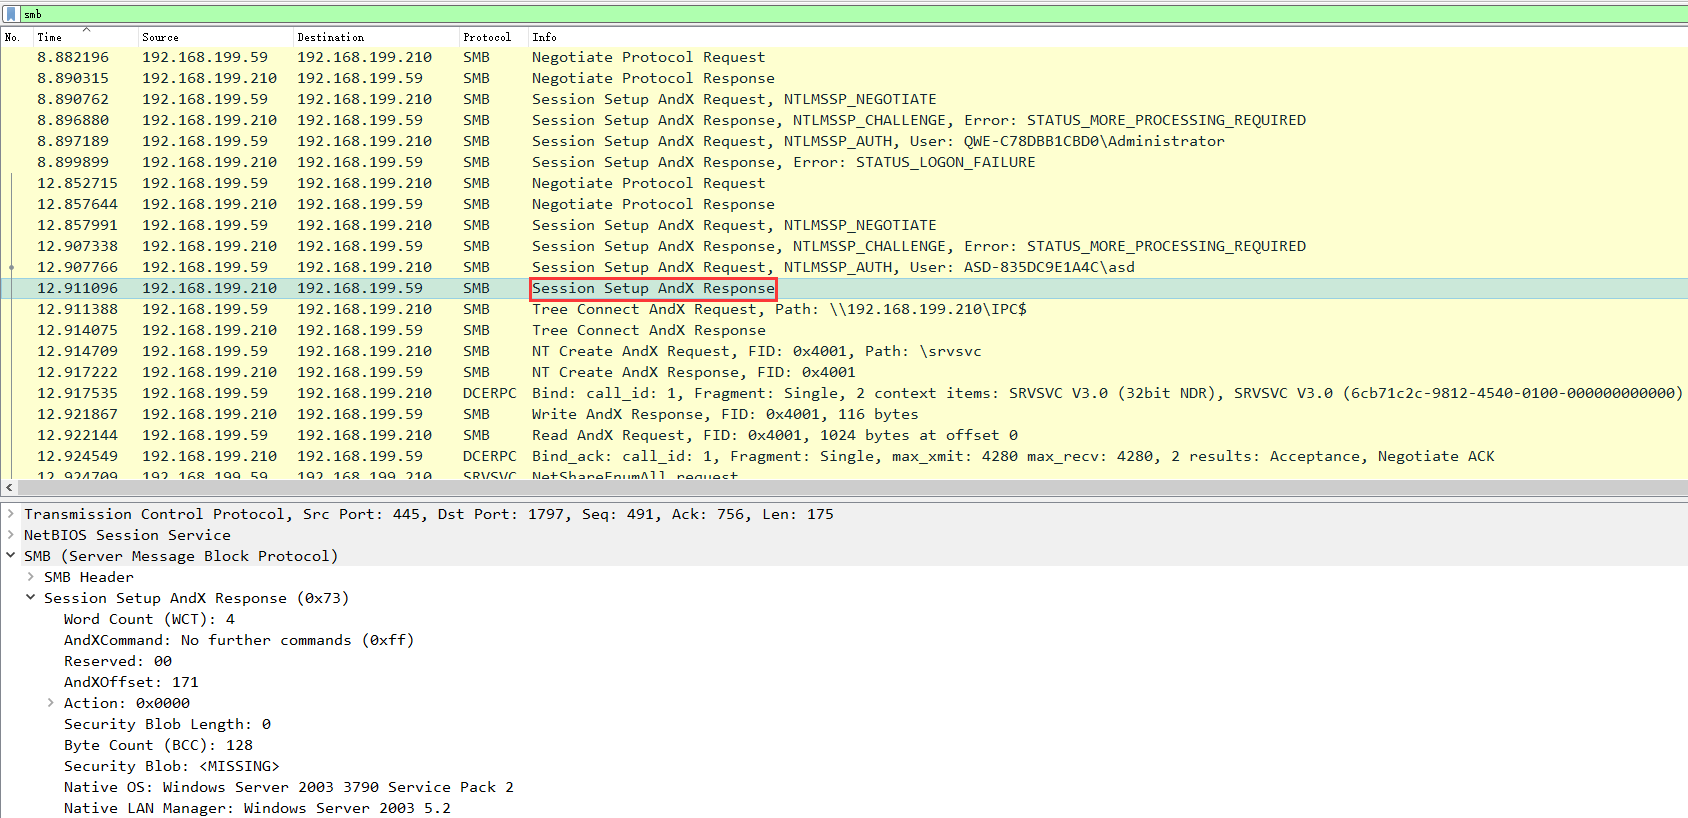 smb
No. Time Source Destination Protocol Info
8.882196 192.168.199.59 192.168.199.210 SMB Negotiate Protocol Request
8.890315 192.168.199.210 192.168.199.59 SMB Negotiate Protocol Response
8.890762 192.168.199.59 192.168.199.210 SMB Session Setup AndX Request, NTLMSSP_NEGOTIATE
8.896880 192.168.199.210 192.168.199.59 SMB Session Setup AndX Response, NTLMSSP_CHALLENGE, Error: STATUS_MORE_PROCESSING_REQUIRED
8.897189 192.168.199.59 192.168.199.210 SMB Session Setup AndX Request, NTLMSSP_AUTH, User: QWE-C78DBB1CBD0\Administrator
8.899899 192.168.199.210 192.168.199.59 SMB Session Setup AndX Response, Error: STATUS_LOGON_FAILURE
12.852715 192.168.199.59 192.168.199.210 SMB Negotiate Protocol Request
12.857644 192.168.199.210 192.168.199.59 SMB Negotiate Protocol Response
12.857991 192.168.199.59 192.168.199.210 SMB Session Setup AndX Request, NTLMSSP_NEGOTIATE
12.907338 192.168.199.210 192.168.199.59 SMB Session Setup AndX Response, NTLMSSP_CHALLENGE, Error: STATUS_MORE_PROCESSING_REQUIRED
12.907766 192.168.199.59 192.168.199.210 SMB Session Setup AndX Request, NTLMSSP_AUTH, User: ASD-835DC9E1A4C\asd
12.911096 192.168.199.210 192.168.199.59 SMB Session Setup AndX Response
12.911388 192.168.199.59 192.168.199.210 SMB Tree Connect AndX Request, Path: \\192.168.199.210\IPC$
12.914075 192.168.199.210 192.168.199.59 SMB Tree Connect AndX Response
12.914709 192.168.199.59 192.168.199.210 SMB NT Create AndX Request, FID: 0x4001, Path: \srvsvc
12.917222 192.168.199.210 192.168.199.59 SMB NT Create AndX Response, FID: 0x4001
12.917535 192.168.199.59 192.168.199.210 DCERPC Bind: call_id: 1, Fragment: Single, 2 context items: SRVSVC V3.0 (32bit NDR), SRVSVC V3.0 (6cb71c2c-9812-4540-0100-000000000000)
12.921867 192.168.199.210 192.168.199.59 SMB Write AndX Response, FID: 0x4001, 116 bytes
12.922144 192.168.199.59 192.168.199.210 SMB Read AndX Request, FID: 0x4001, 1024 bytes at offset 0
12.924549 192.168.199.210 192.168.199.59 DCERPC Bind_ack: call_id: 1, Fragment: Single, max_xmit: 4280 max_recv: 4280, 2 results: Acceptance, Negotiate ACK
12.924709 192.168.199.59 192.168.199.210 SRVSVC NetShareEnumAll request
Transmission Control Protocol, Src Port: 445, Dst Port: 1797, Seq: 491, Ack: 756, Len: 175
NetBIOS Session Service
SMB (Server Message Block Protocol)
SMB Header
Session Setup AndX Response (0x73)
Word Count (WCT): 4
AndXCommand: No further commands (0xff)
Reserved: 00
AndXOffset: 171
Action: 0x0000
Security Blob Length: 0
Byte Count (BCC): 128
Security Blob: <MISSING>
Native OS: Windows Server 2003 3790 Service Pack 2
Native LAN Manager: Windows Server 2003 5.2